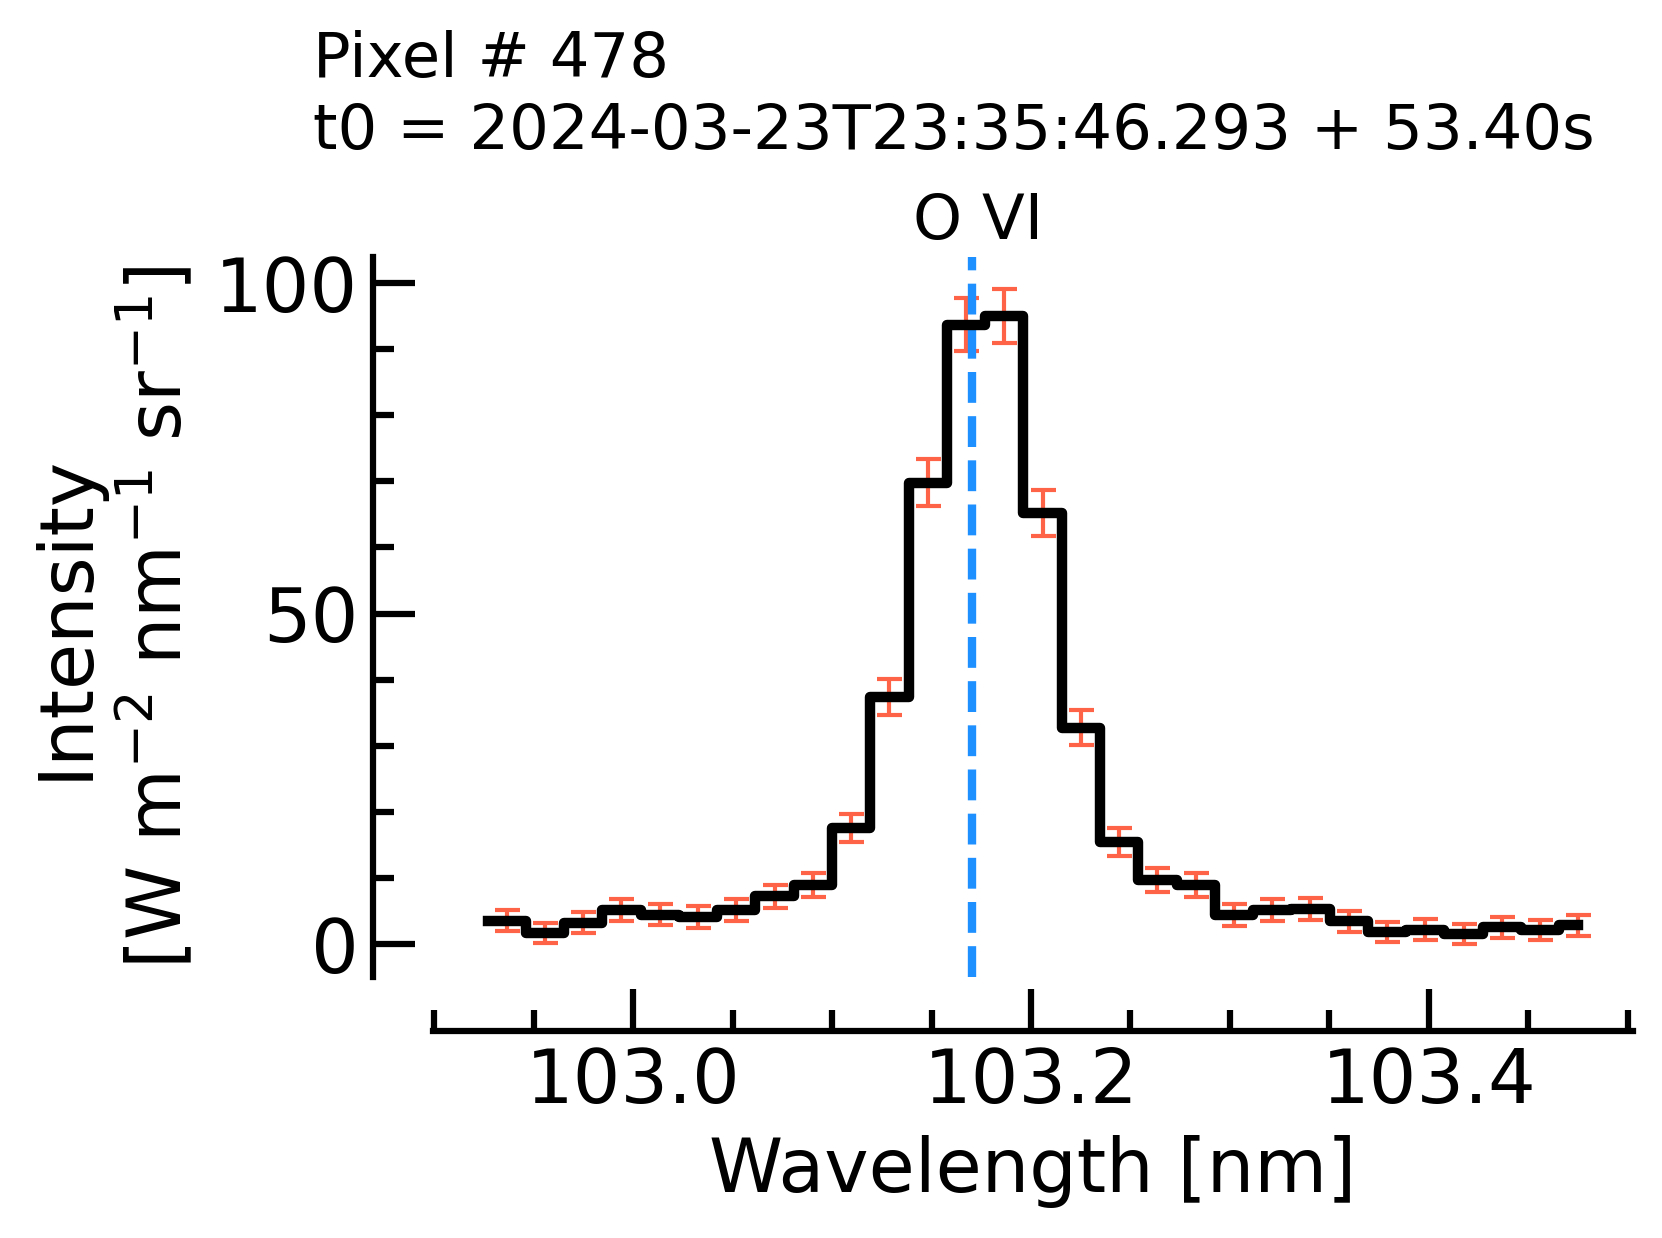 Pixel # 478
t0 = 2024-03-23T23:35:46.293 + 53.40s
O VI
Intensity
[W m⁻² nm⁻¹ sr⁻¹]
100
50
0
103.0 103.2 103.4
Wavelength [nm]